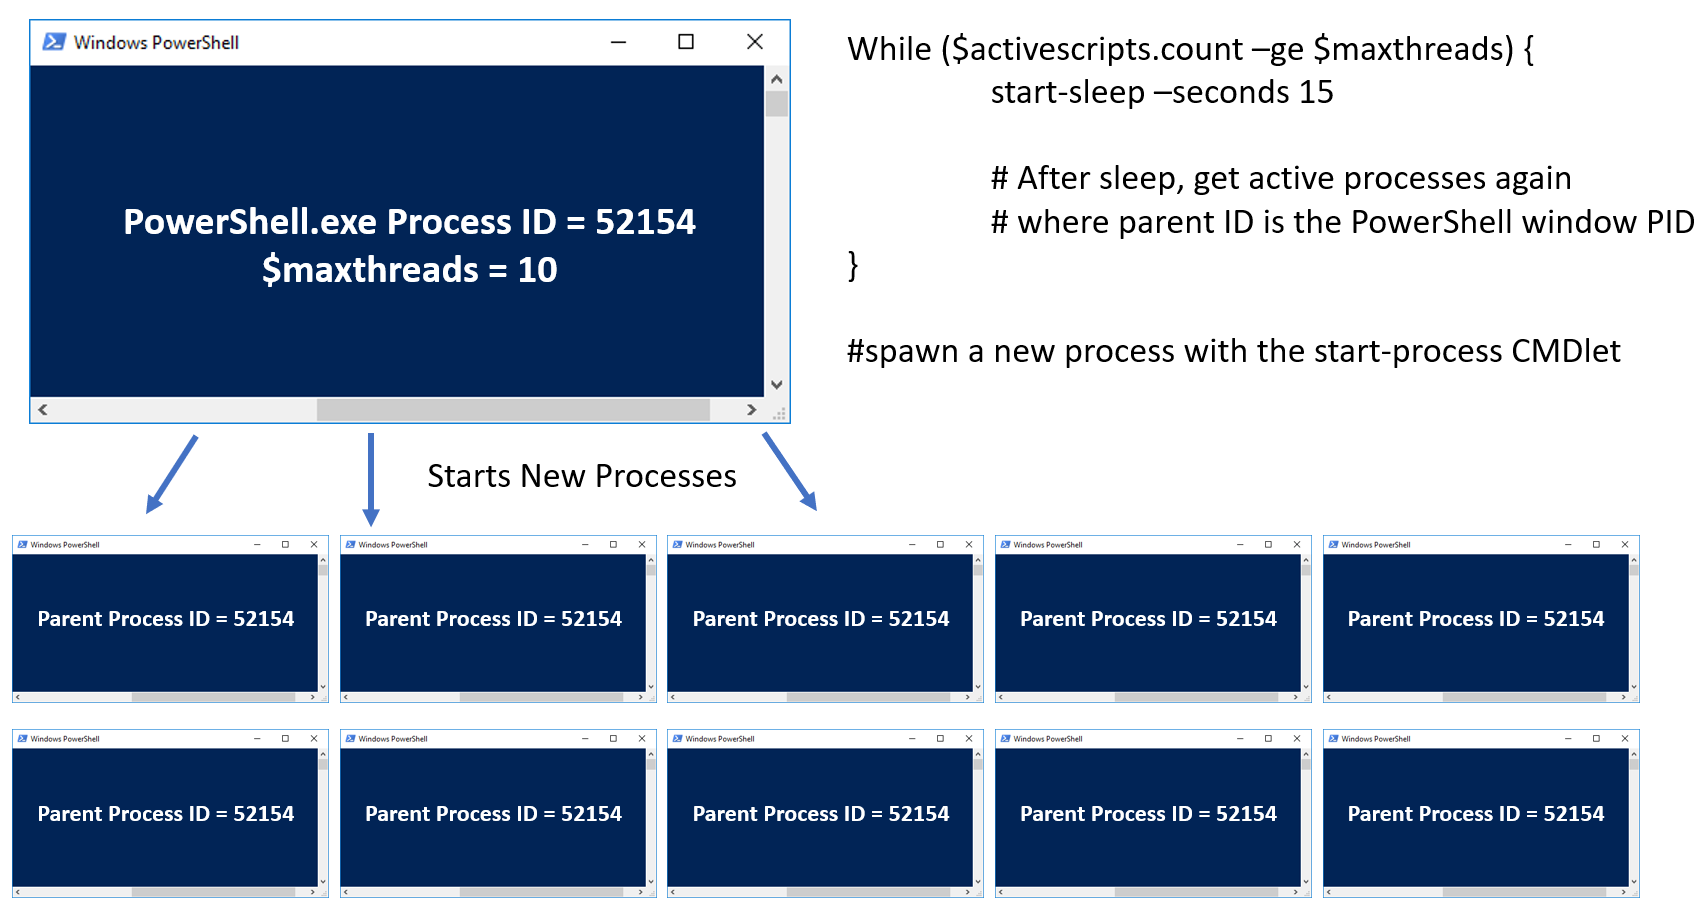 Windows PowerShell
PowerShell.exe Process ID = 52154
$maxthreads = 10
While ($activescripts.count –ge $maxthreads) {
start-sleep –seconds 15
# After sleep, get active processes again
# where parent ID is the PowerShell window PID
}
#spawn a new process with the start-process CMDlet
Starts New Processes
Windows PowerShell
Parent Process ID = 52154
Windows PowerShell
Parent Process ID = 52154
Windows PowerShell
Parent Process ID = 52154
Windows PowerShell
Parent Process ID = 52154
Windows PowerShell
Parent Process ID = 52154
Windows PowerShell
Parent Process ID = 52154
Windows PowerShell
Parent Process ID = 52154
Windows PowerShell
Parent Process ID = 52154
Windows PowerShell
Parent Process ID = 52154
Windows PowerShell
Parent Process ID = 52154